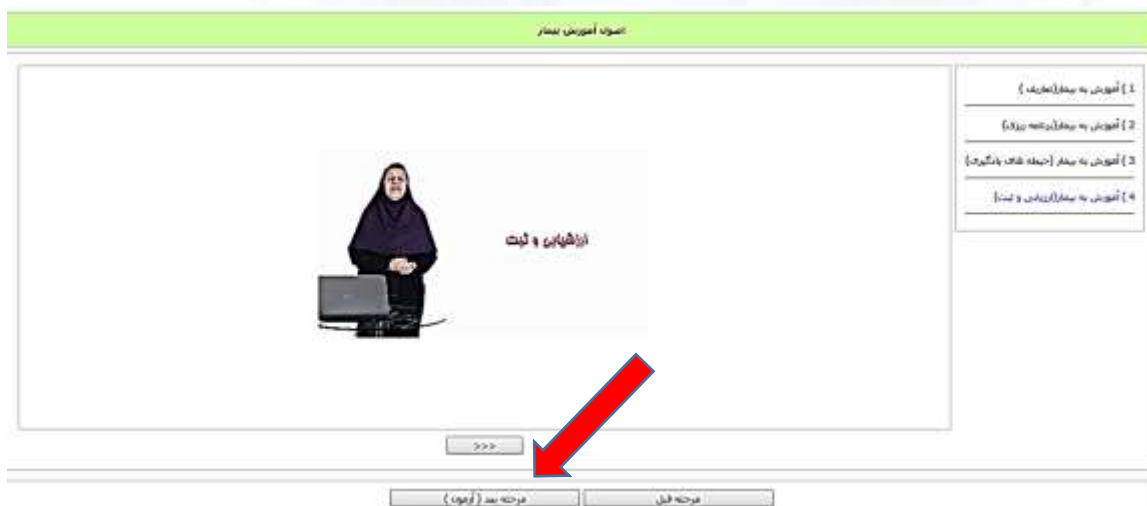 اصول آموزش بیمار
1 ) آموزش به بیمار(تعاریف )
2 ) آموزش به بیمار(برنامه ریزی)
3 ) آموزش به بیمار (حیطه های یادگیری)
4 ) آموزش به بیمار(ارزیابی و ثبت)
ارزشیابی و ثبت
<<<
مرحله قبل
مرحله بعد ( آزمون )